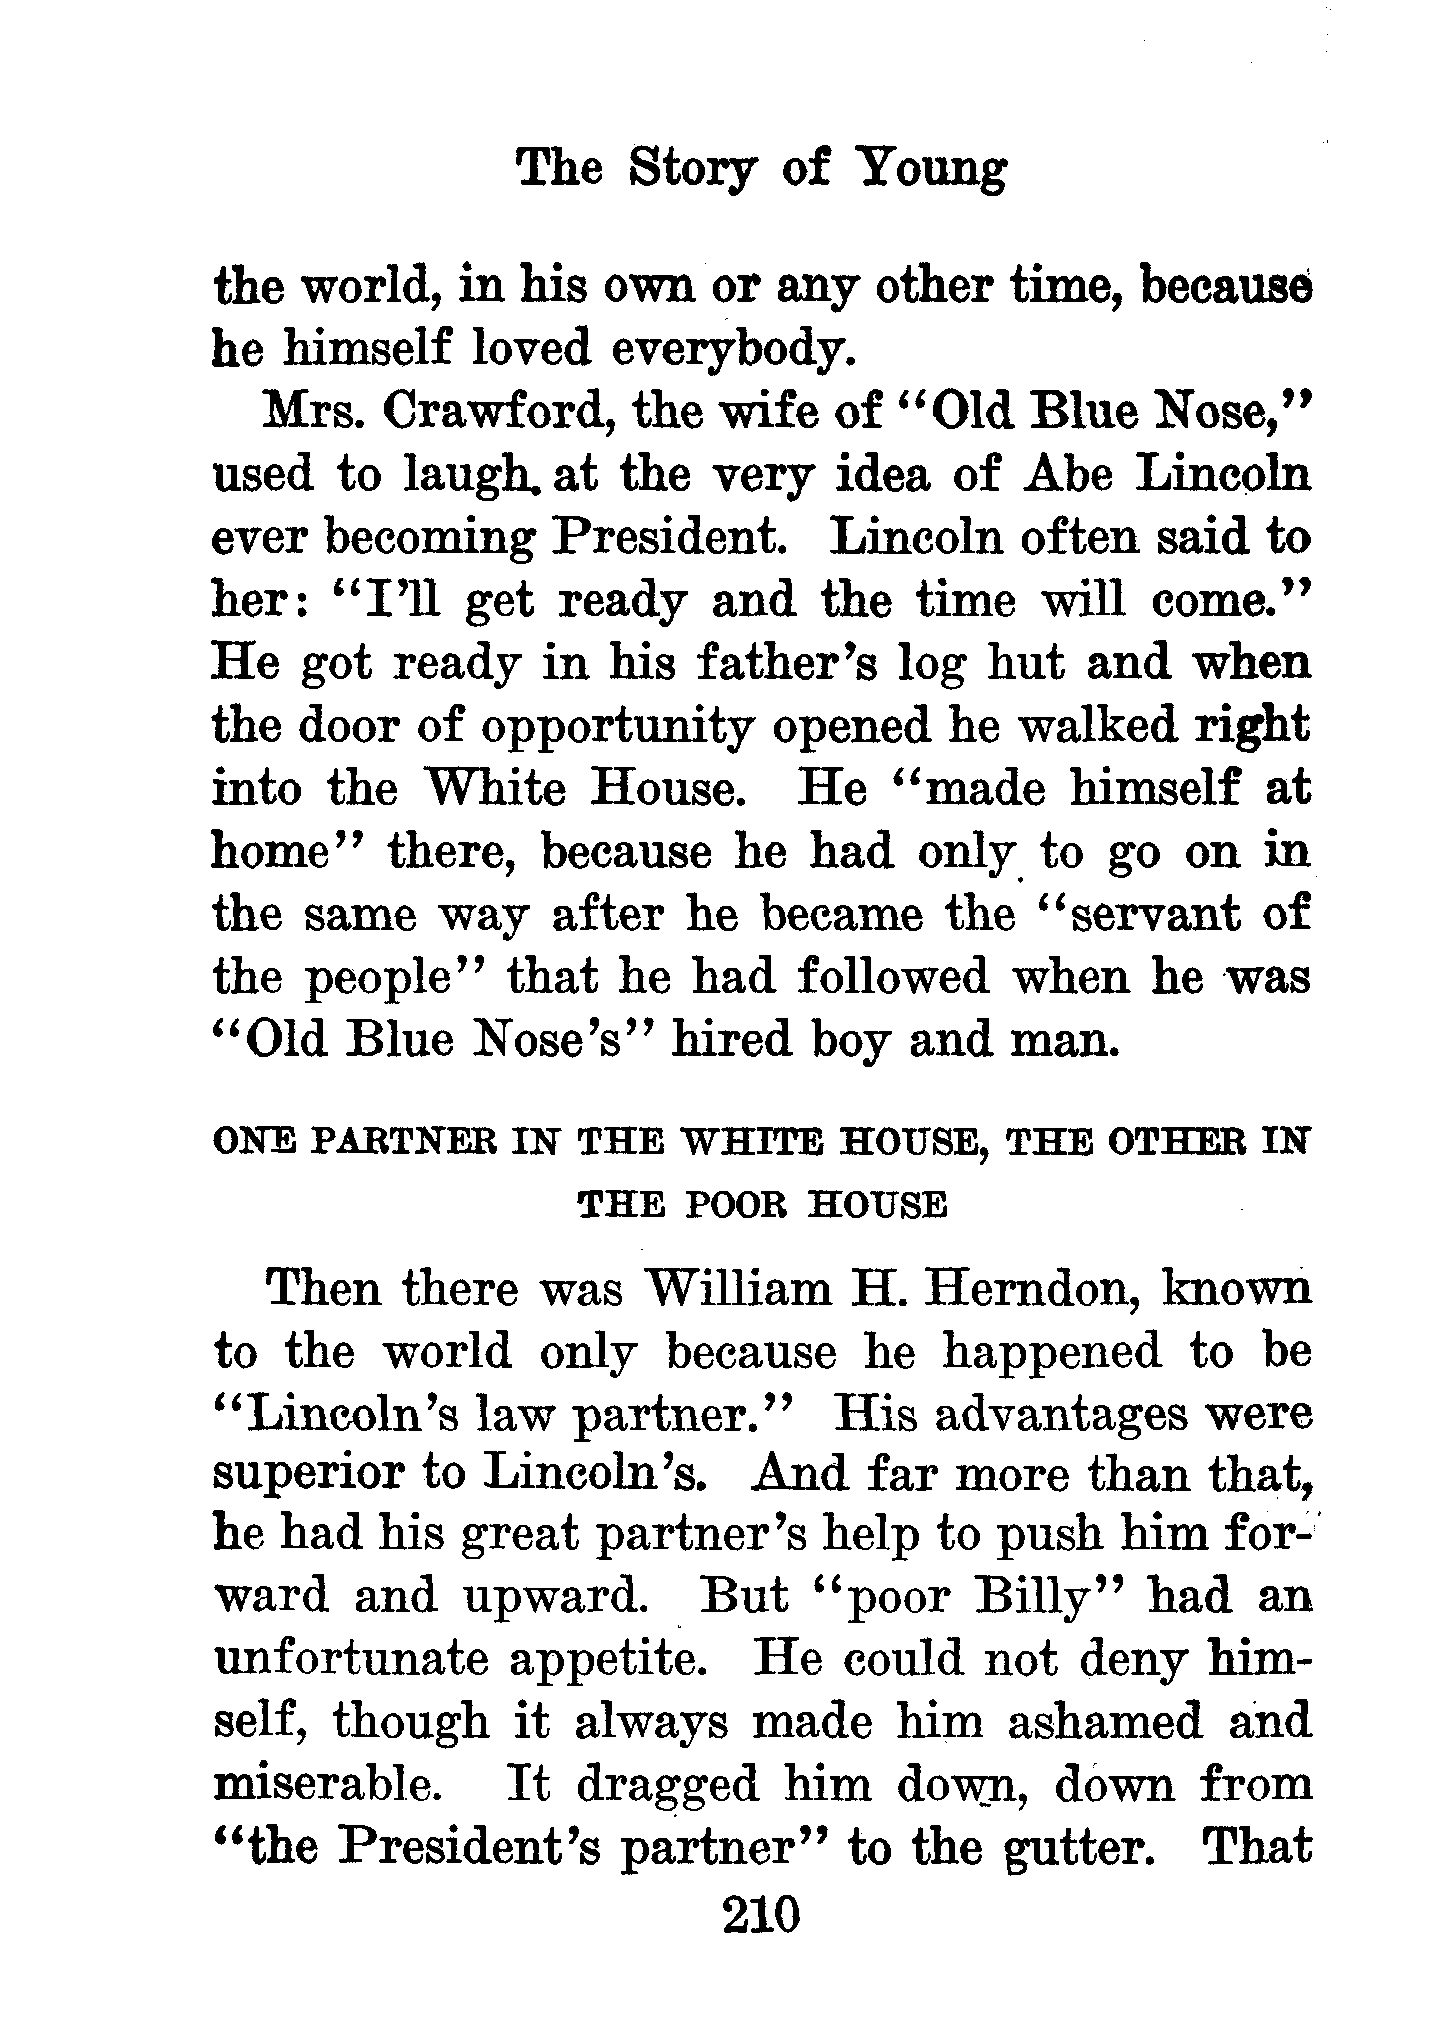 The Story of Young
the world, in his own or any other time, because
he himself loved everybody.
Mrs. Crawford, the wife of "Old Blue Nose,"
used to laugh at the very idea of Abe Lincoln
ever becoming President. Lincoln often said to
her: "I'll get ready and the time will come."
He got ready in his father's log hut and when
the door of opportunity opened he walked right
into the White House. He "made himself at
home" there, because he had only to go on in
the same way after he became the "servant of
the people" that he had followed when he was
"Old Blue Nose's" hired boy and man.
ONE PARTNER IN THE WHITE HOUSE, THE OTHER IN
THE POOR HOUSE
Then there was William H. Herndon, known
to the world only because he happened to be
"Lincoln's law partner." His advantages were
superior to Lincoln's. And far more than that,
he had his great partner's help to push him for-
ward and upward. But "poor Billy" had an
unfortunate appetite. He could not deny him-
self, though it always made him ashamed and
miserable. It dragged him down, down from
"the President's partner" to the gutter. That
210